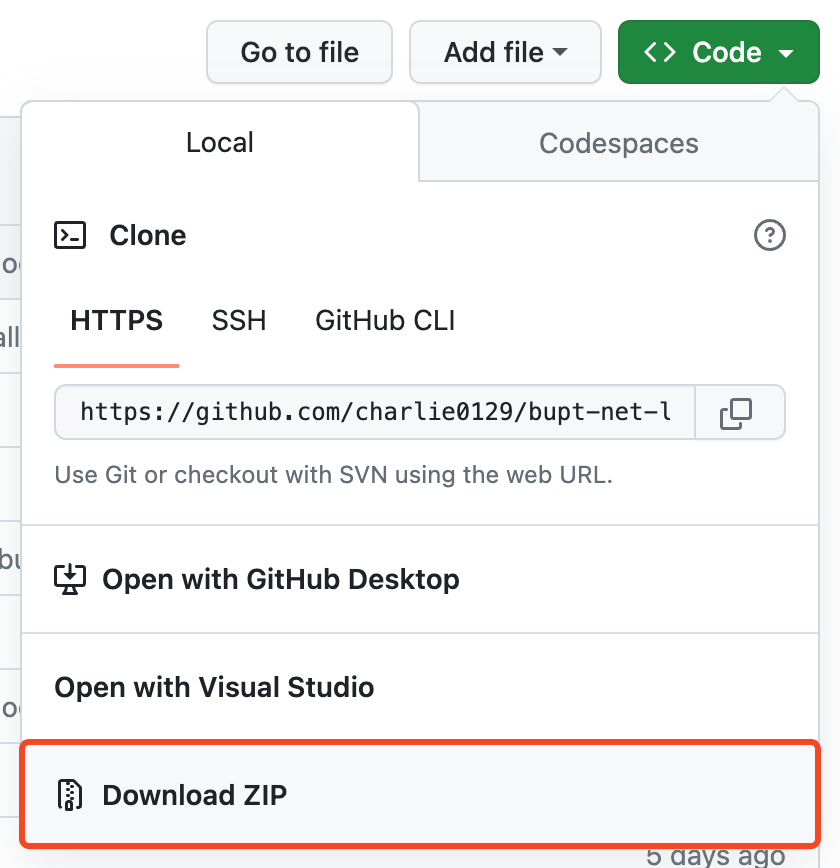 Go to file Add file Code
Local Codespaces
Clone
HTTPS SSH GitHub CLI
https://github.com/charlie0129/bupt-net-l
Use Git or checkout with SVN using the web URL.
Open with GitHub Desktop
Open with Visual Studio
Download ZIP
5 days ago